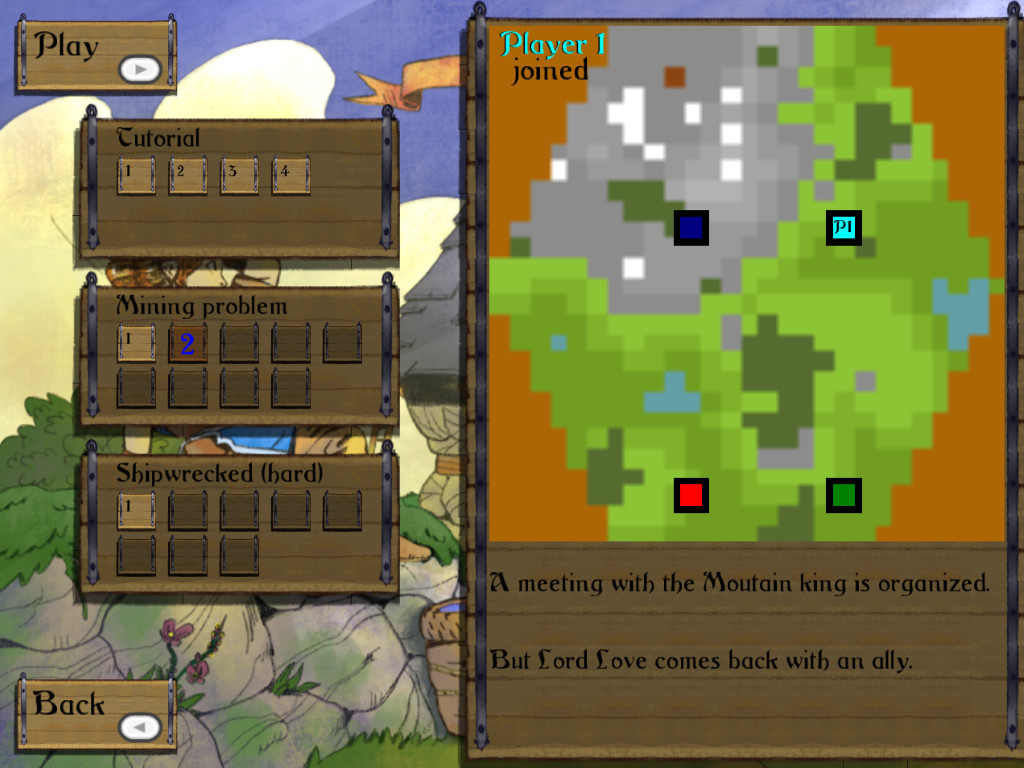 Play
Tutorial
1 2 3 4
Mining problem
1 2
Shipwrecked (hard)
1
Back
Player 1
joined
P1
A meeting with the Moutain king is organized.
But Lord Love comes back with an ally.